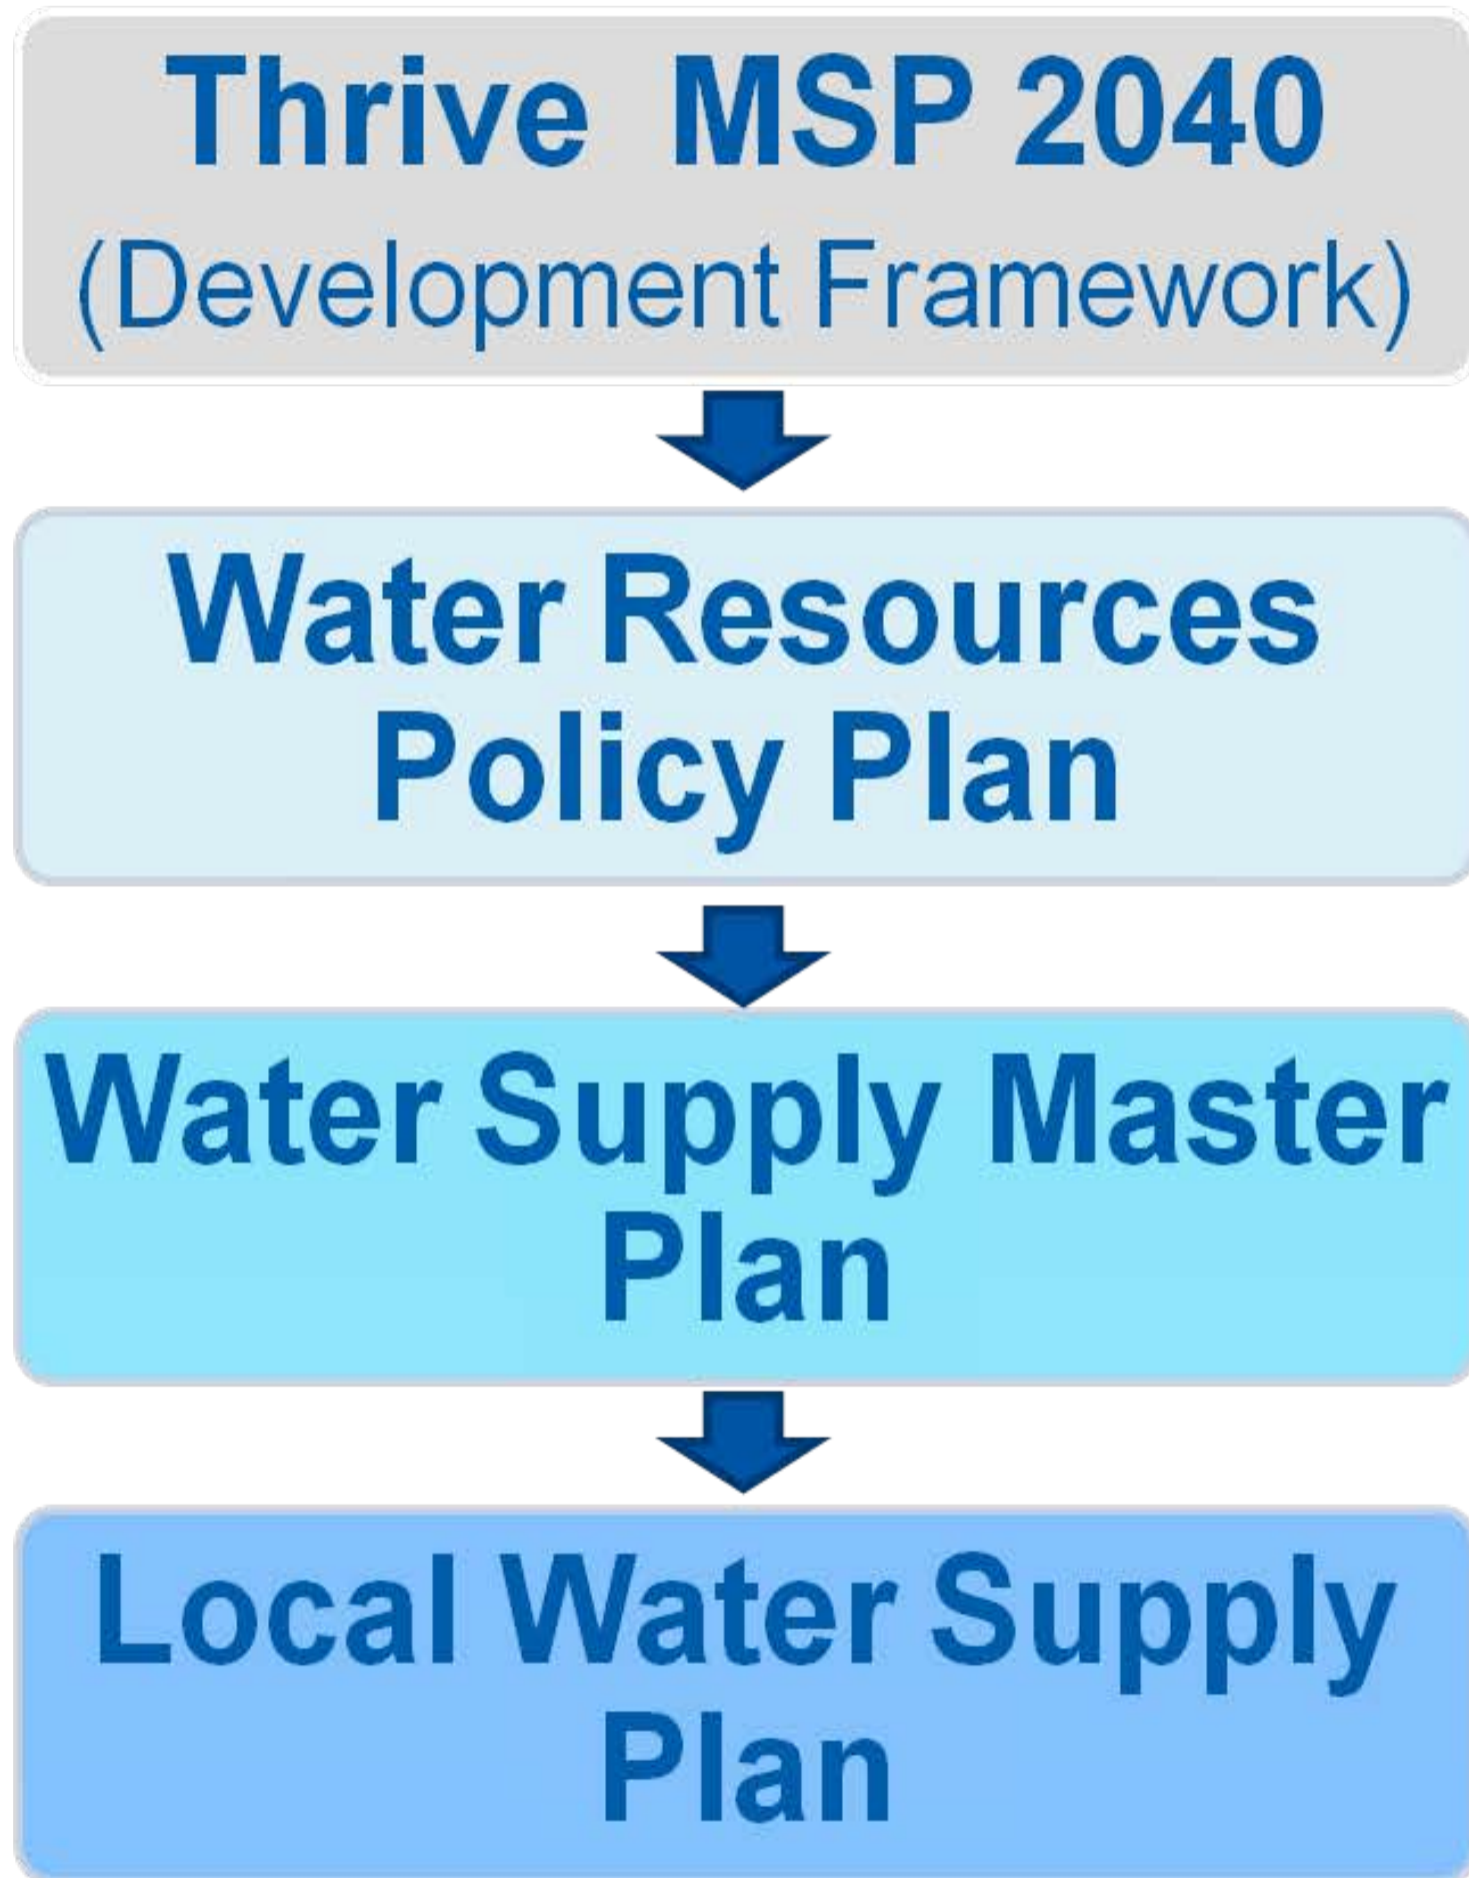 Thrive MSP 2040
(Development Framework)
Water Resources
Policy Plan
Water Supply Master
Plan
Local Water Supply
Plan